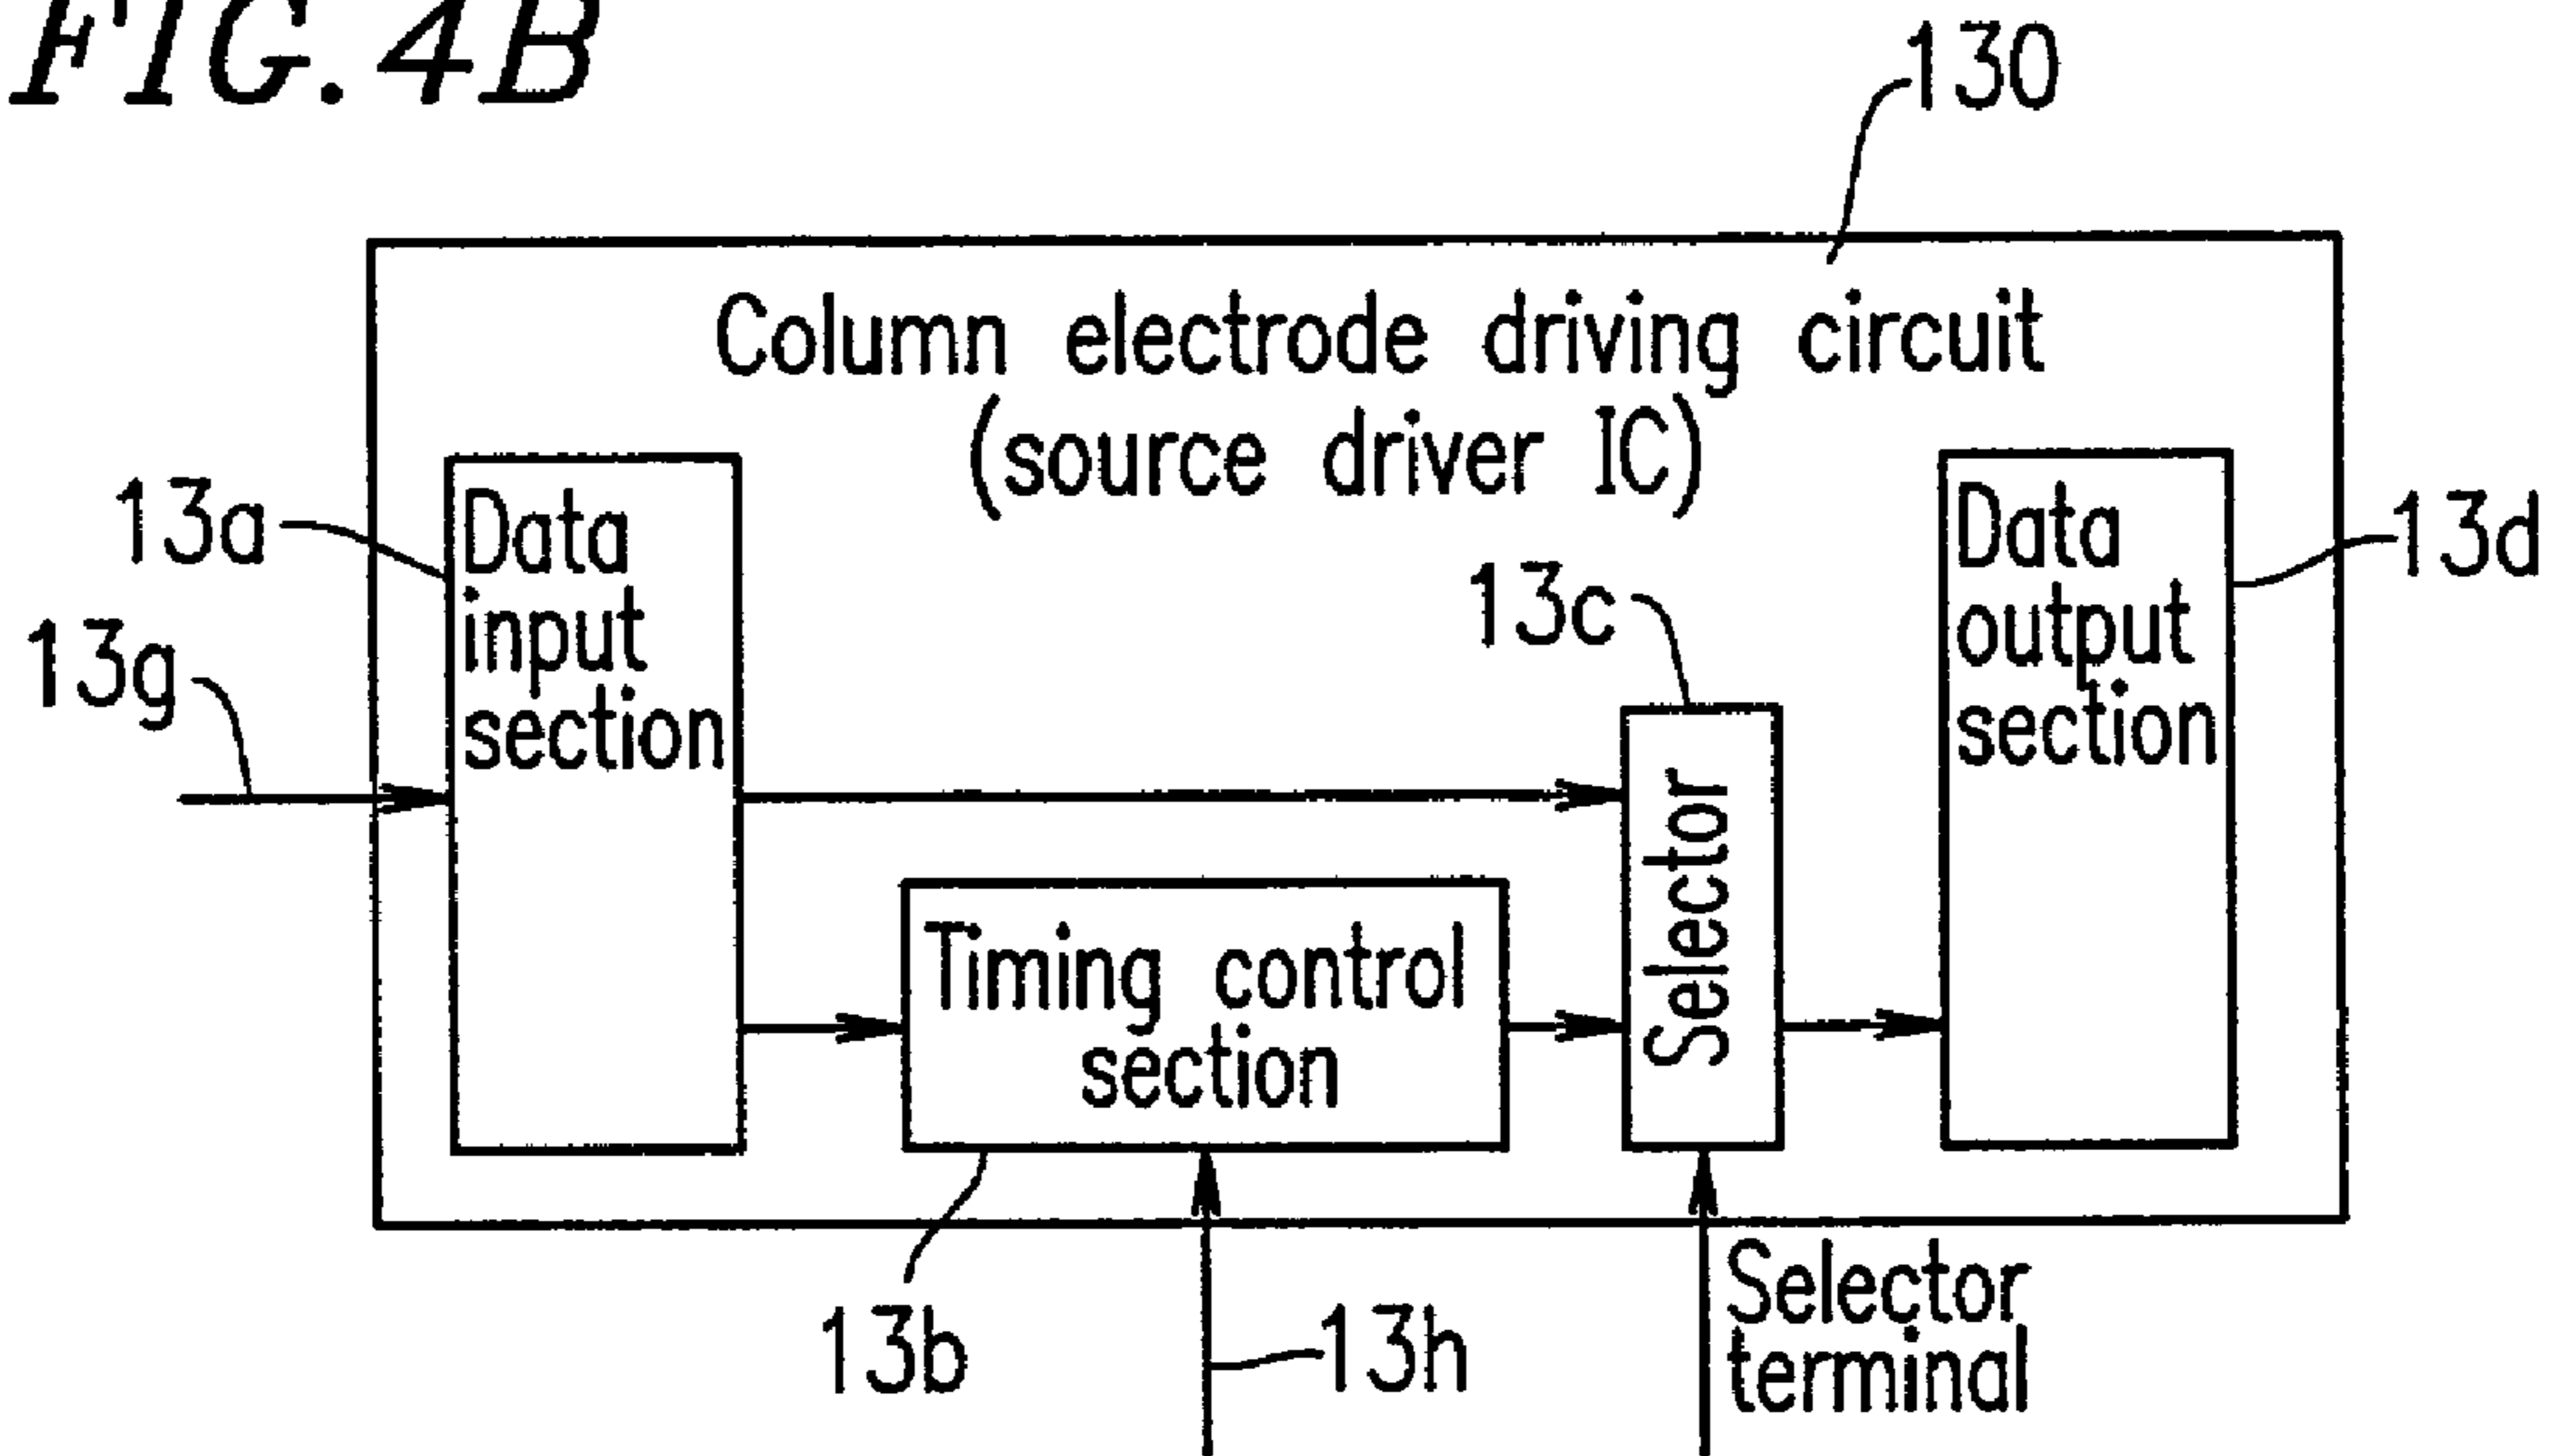 FIG. 4B
130
Column electrode driving circuit
(source driver IC)
13a
Data
input
section
13g
13c
Selector
Data
output
section
13d
Timing control
section
13b
13h
Selector
terminal